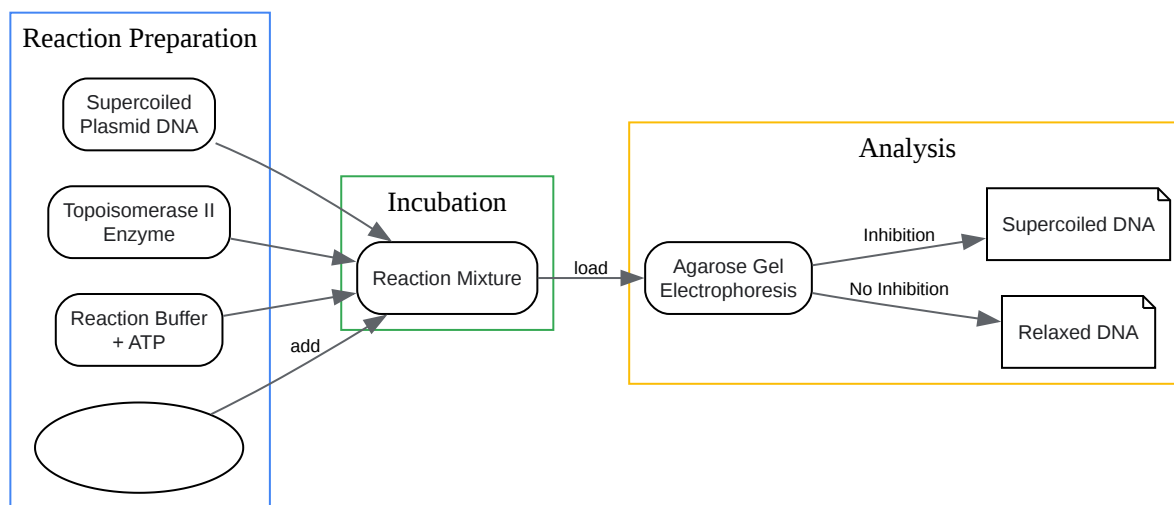 Reaction Preparation
Supercoiled
Plasmid DNA
Topoisomerase II
Enzyme
Reaction Buffer
+ ATP
add
Incubation
Reaction Mixture
load
Analysis
Agarose Gel
Electrophoresis
Inhibition
No Inhibition
Supercoiled DNA
Relaxed DNA